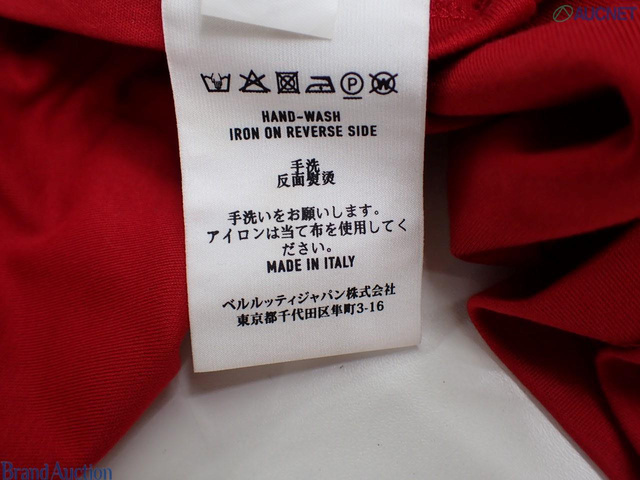 AUCNET
HAND-WASH
IRON ON REVERSE SIDE
手洗
反面熨烫
手洗いをお願いします。
アイロンは当て布を使用してく
ださい。
MADE IN ITALY
ベルルッティジャパン株式会社
東京都千代田区隼町3-16
Brand Auction